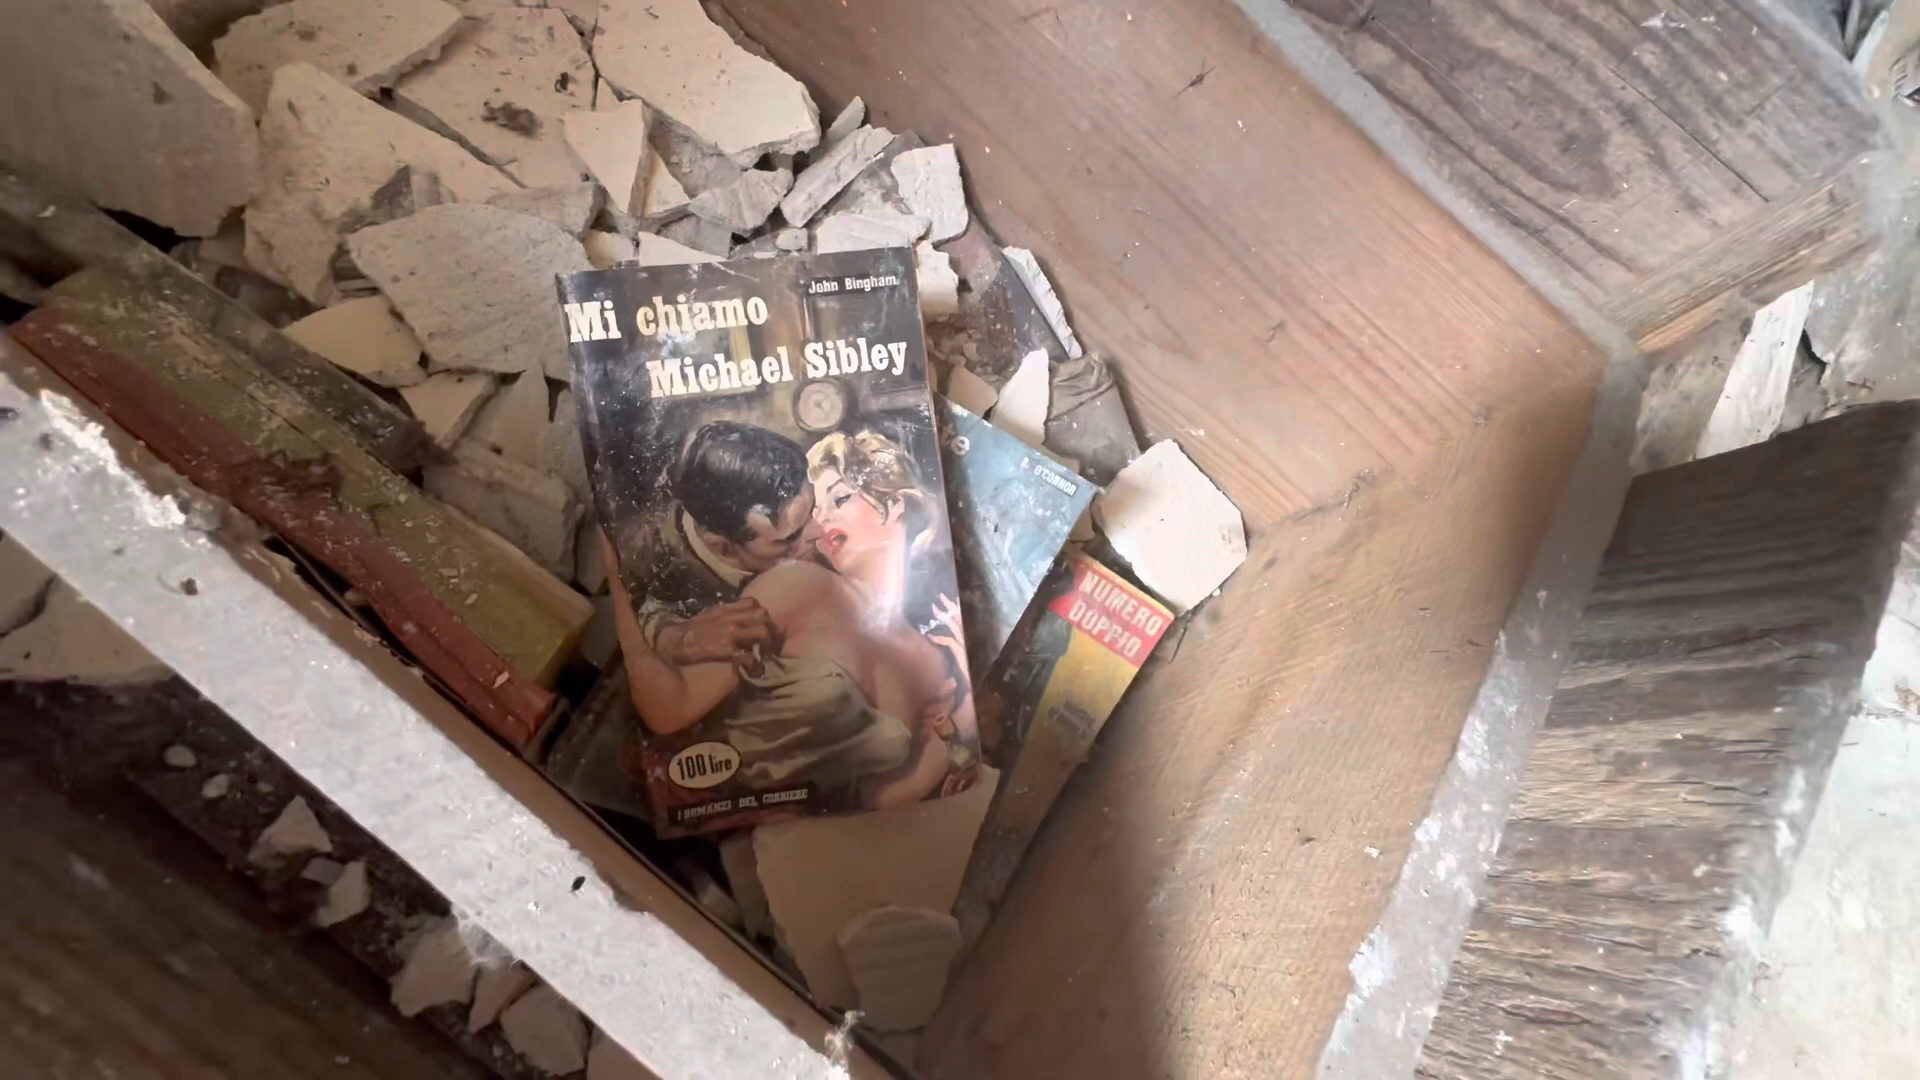 John Bingham
Mi chiamo
Michael Sibley
R. O'CONNOR
NUMERO
DOPPIO
100 lire
I ROMANZI DEL CORRIERE